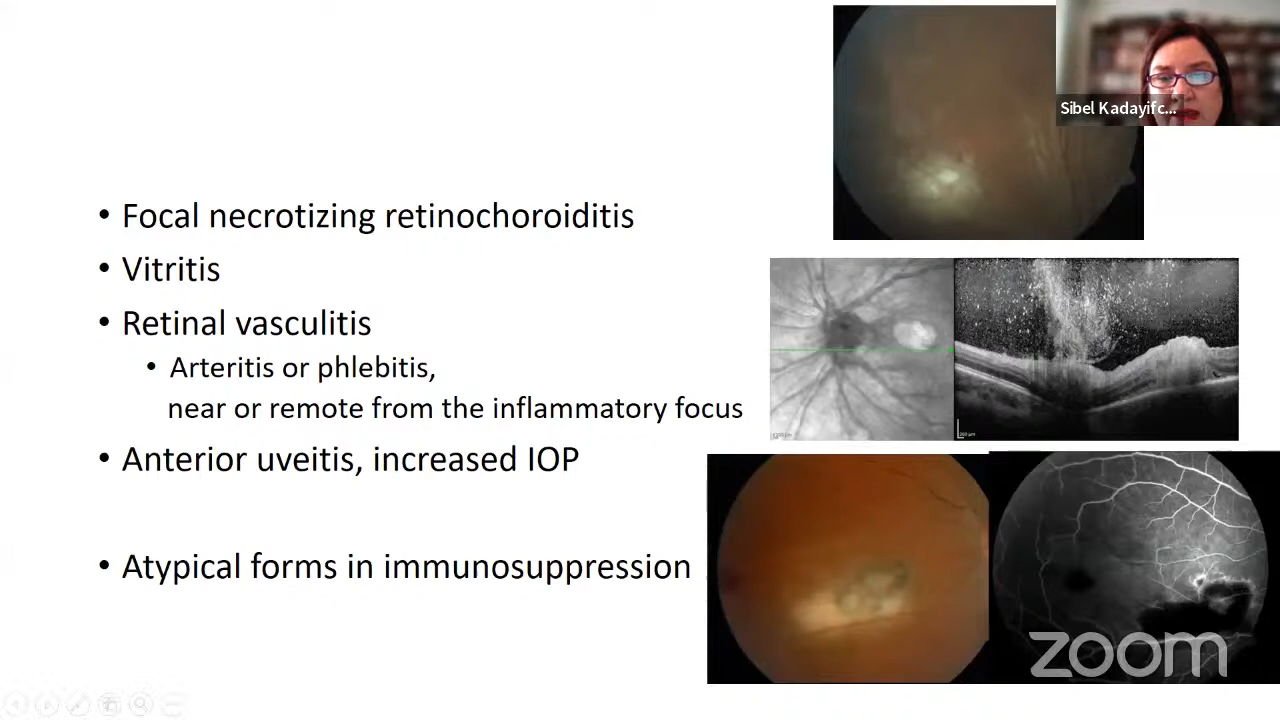 Sibel Kadayifc...
• Focal necrotizing retinochoroiditis
• Vitritis
• Retinal vasculitis
• Arteritis or phlebitis,
near or remote from the inflammatory focus
• Anterior uveitis, increased IOP
• Atypical forms in immunosuppression
zoom